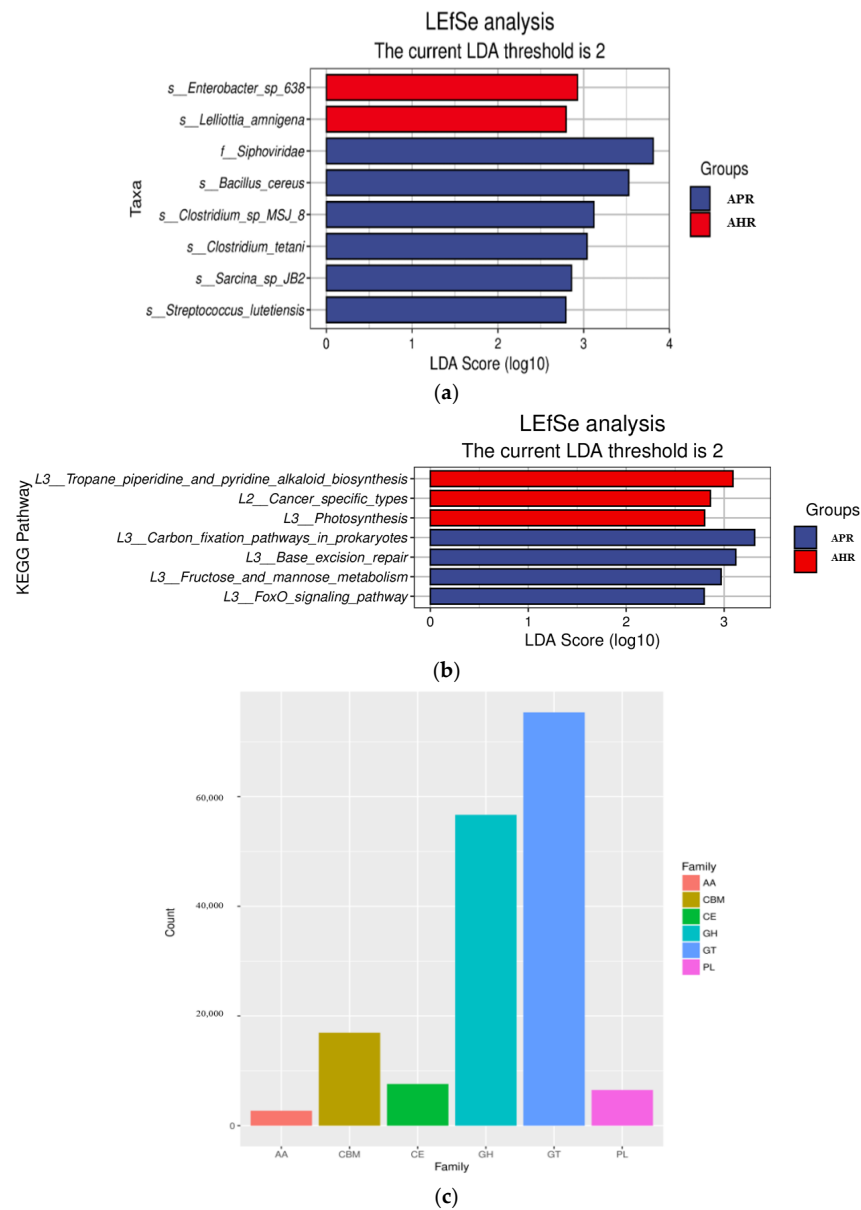 LEfSe analysis
The current LDA threshold is 2
Taxa
s__Enterobacter_sp_638
s__Lelliottia_amnigena
f__Siphoviridae
s__Bacillus_cereus
s__Clostridium_sp_MSJ_8
s__Clostridium_tetani
s__Sarcina_sp_JB2
s__Streptococcus_lutetiensis
0 1 2 3 4
LDA Score (log10)
Groups
APR
AHR
(a)
LEfSe analysis
The current LDA threshold is 2
KEGG Pathway
L3__Tropane_piperidine_and_pyridine_alkaloid_biosynthesis
L2__Cancer_specific_types
L3__Photosynthesis
L3__Carbon_fixation_pathways_in_prokaryotes
L3__Base_excision_repair
L3__Fructose_and_mannose_metabolism
L3__FoxO_signaling_pathway
0 1 2 3
LDA Score (log10)
Groups
APR
AHR
(b)
Count
60,000
40,000
20,000
0
AA CBM CE GH GT PL
Family
Family
AA
CBM
CE
GH
GT
PL
(c)